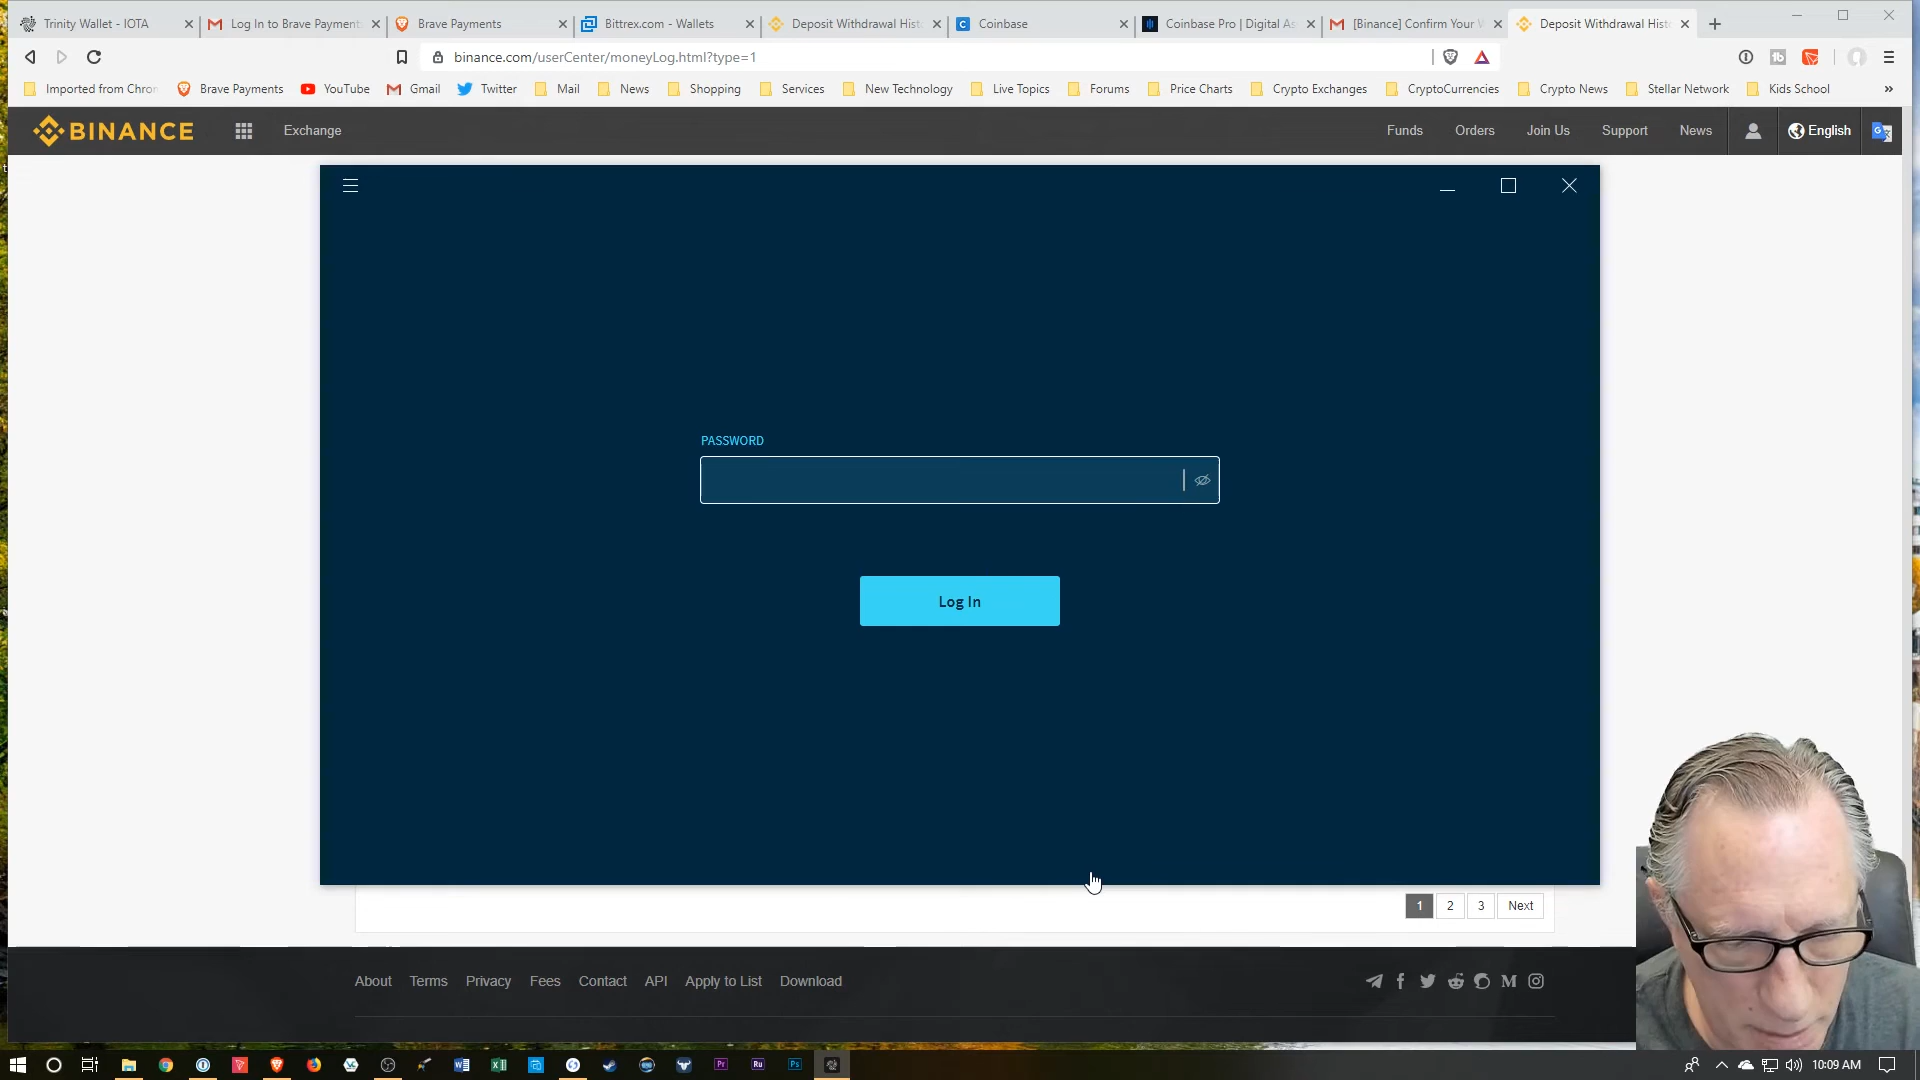 Trinity Wallet - IOTA
Log In to Brave Payment
Brave Payments
Bittrex.com - Wallets
Deposit Withdrawal Hist
Coinbase
Coinbase Pro | Digital As
[Binance] Confirm Your W
Deposit Withdrawal Hist
binance.com/userCenter/moneyLog.html?type=1
Imported from Chron
Brave Payments
YouTube
Gmail
Twitter
Mail
News
Shopping
Services
New Technology
Live Topics
Forums
Price Charts
Crypto Exchanges
CryptoCurrencies
Crypto News
Stellar Network
Kids School
BINANCE
Exchange
Funds
Orders
Join Us
Support
News
English
PASSWORD
Log In
1
2
3
Next
About
Terms
Privacy
Fees
Contact
API
Apply to List
Download
10:09 AM